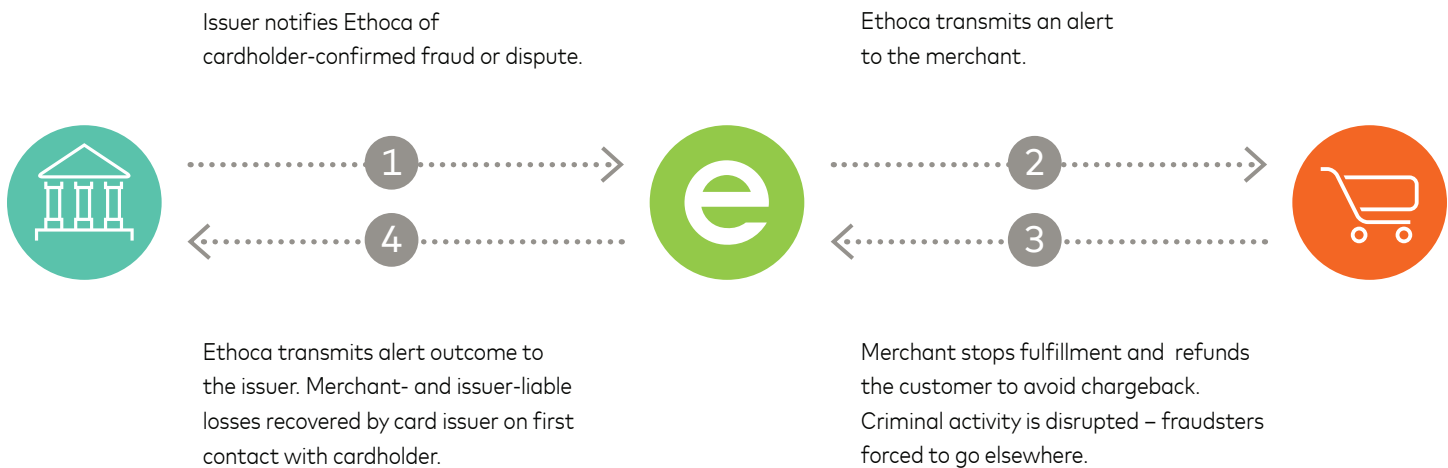 Issuer notifies Ethoca of
cardholder-confirmed fraud or dispute.
Ethoca transmits an alert
to the merchant.
1
e
2
4
3
Ethoca transmits alert outcome to
the issuer. Merchant- and issuer-liable
losses recovered by card issuer on first
contact with cardholder.
Merchant stops fulfillment and  refunds
the customer to avoid chargeback.
Criminal activity is disrupted – fraudsters
forced to go elsewhere.